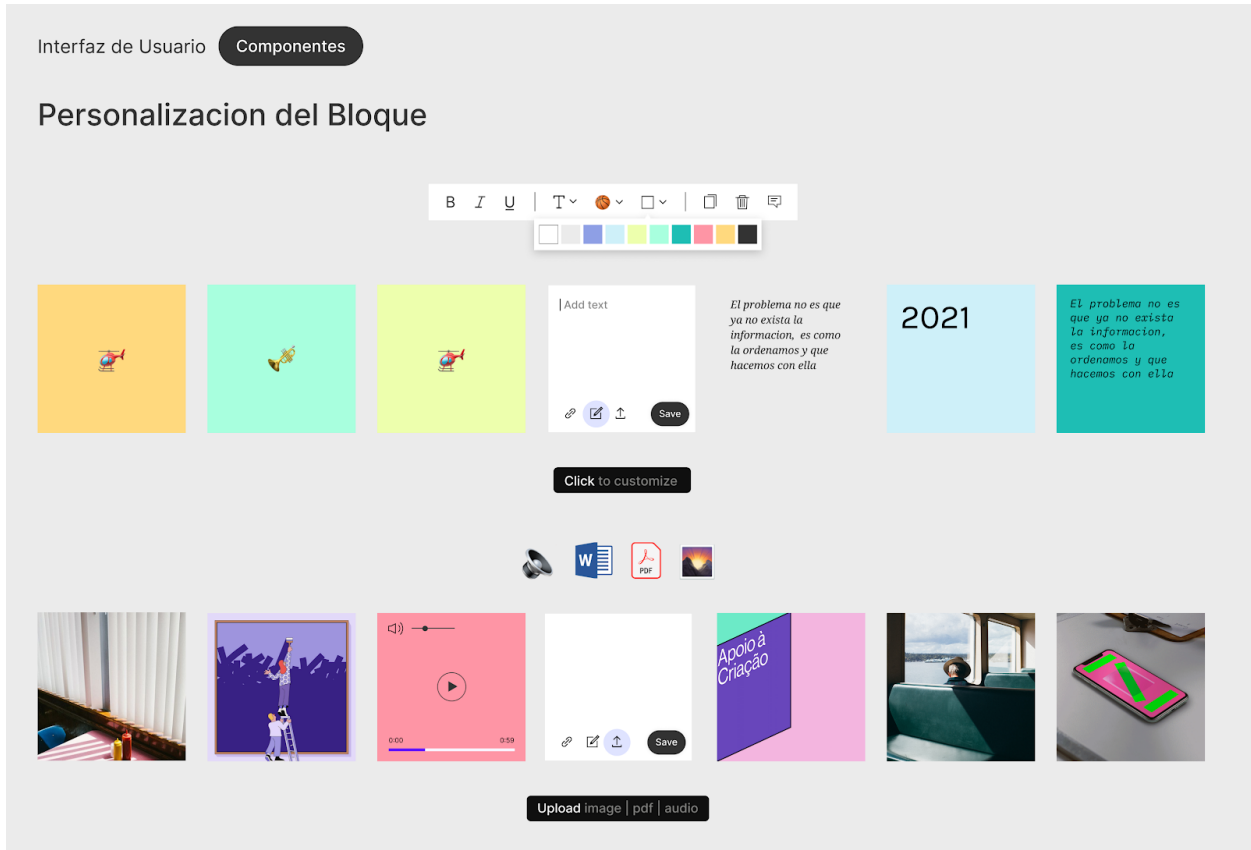 Interfaz de Usuario Componentes
Personalizacion del Bloque
B I U T
Add text
Save
El problema no es que
ya no exista la
informacion, es como
la ordenamos y que
hacemos con ella
2021
El problema no es
que ya no exista
la informacion,
es como la
ordenamos y que
hacemos con ella
Click to customize
W
PDF
0:00 0:59
Save
Apoio à
Criação
Upload image | pdf | audio